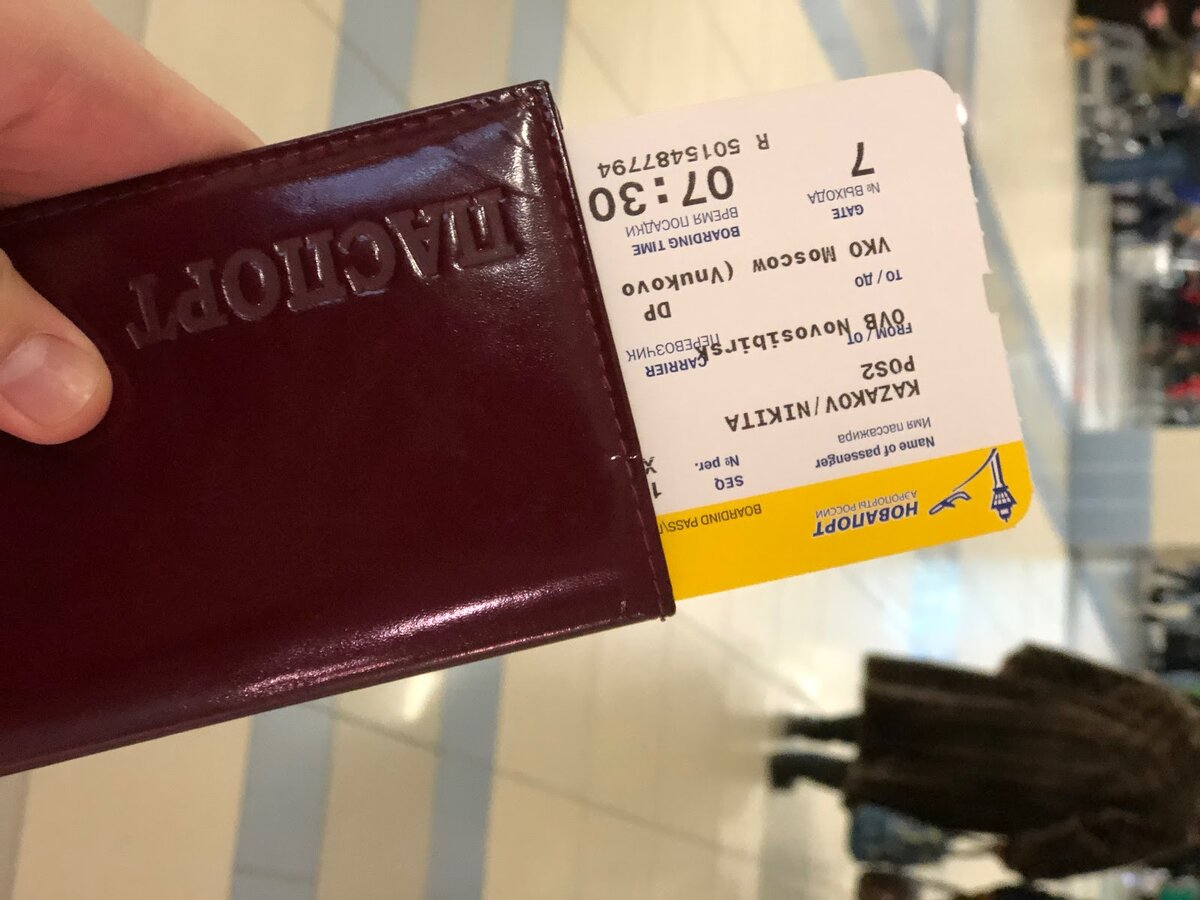 ПАСПОРТ
НОВАПОРТ
АЭРОПОРТЫ РОССИИ
BOARDIND PASS/
Name of passenger
Имя пассажира
SEQ
№ рег.
KAZAKOV/NIKITA
POS2
FROM / ОТ
CARRIER
ПЕРЕВОЗЧИК
OVB Novosibirsk
DP
TO / ДО
VKO Moscow (Vnukovo
GATE
№ ВЫХОДА
BOARDING TIME
ВРЕМЯ ПОСАДКИ
7
07:30
R 5015487794